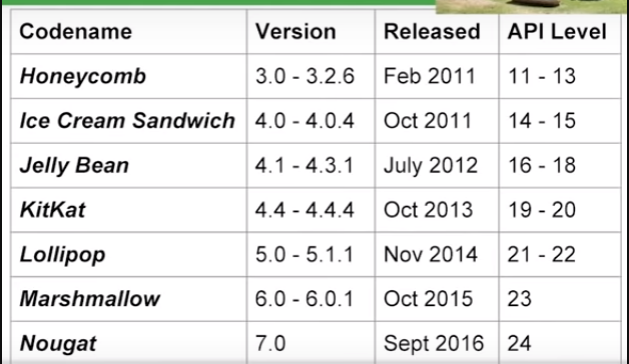 Codename Version Released API Level
Honeycomb 3.0 - 3.2.6 Feb 2011 11 - 13
Ice Cream Sandwich 4.0 - 4.0.4 Oct 2011 14 - 15
Jelly Bean 4.1 - 4.3.1 July 2012 16 - 18
KitKat 4.4 - 4.4.4 Oct 2013 19 - 20
Lollipop 5.0 - 5.1.1 Nov 2014 21 - 22
Marshmallow 6.0 - 6.0.1 Oct 2015 23
Nougat 7.0 Sept 2016 24